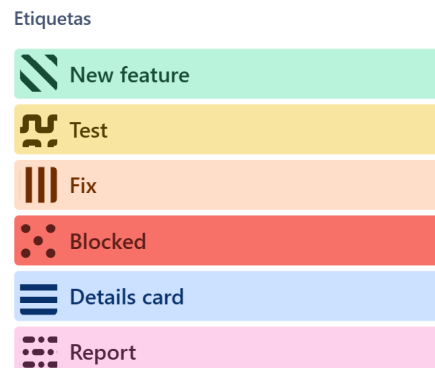 Etiquetas
New feature
Test
Fix
Blocked
Details card
Report